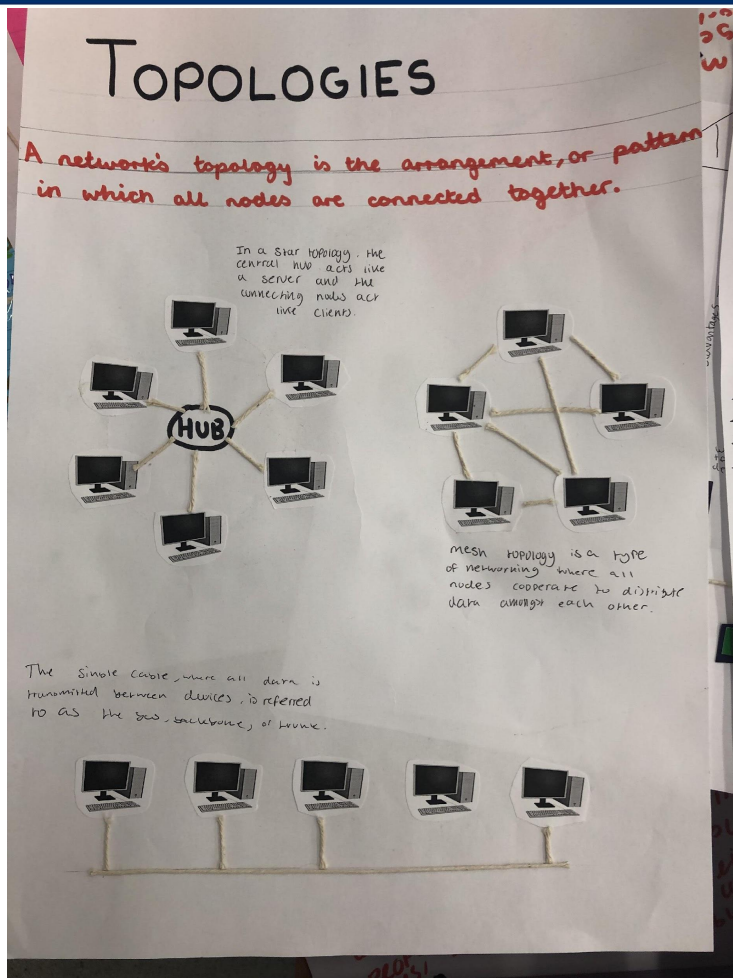 TOPOLOGIES
A network's topology is the arrangement, or pattern
in which all nodes are connected together.
In a star topology, the
central hub acts like
a server and the
connecting nodes act
like clients.
HUB
mesh topology is a type
of networking where all
nodes cooperate to distribute
data amongst each other.
The single cable, where all data is
transmitted between devices, is referred
to as the bus, backbone, or trunk.